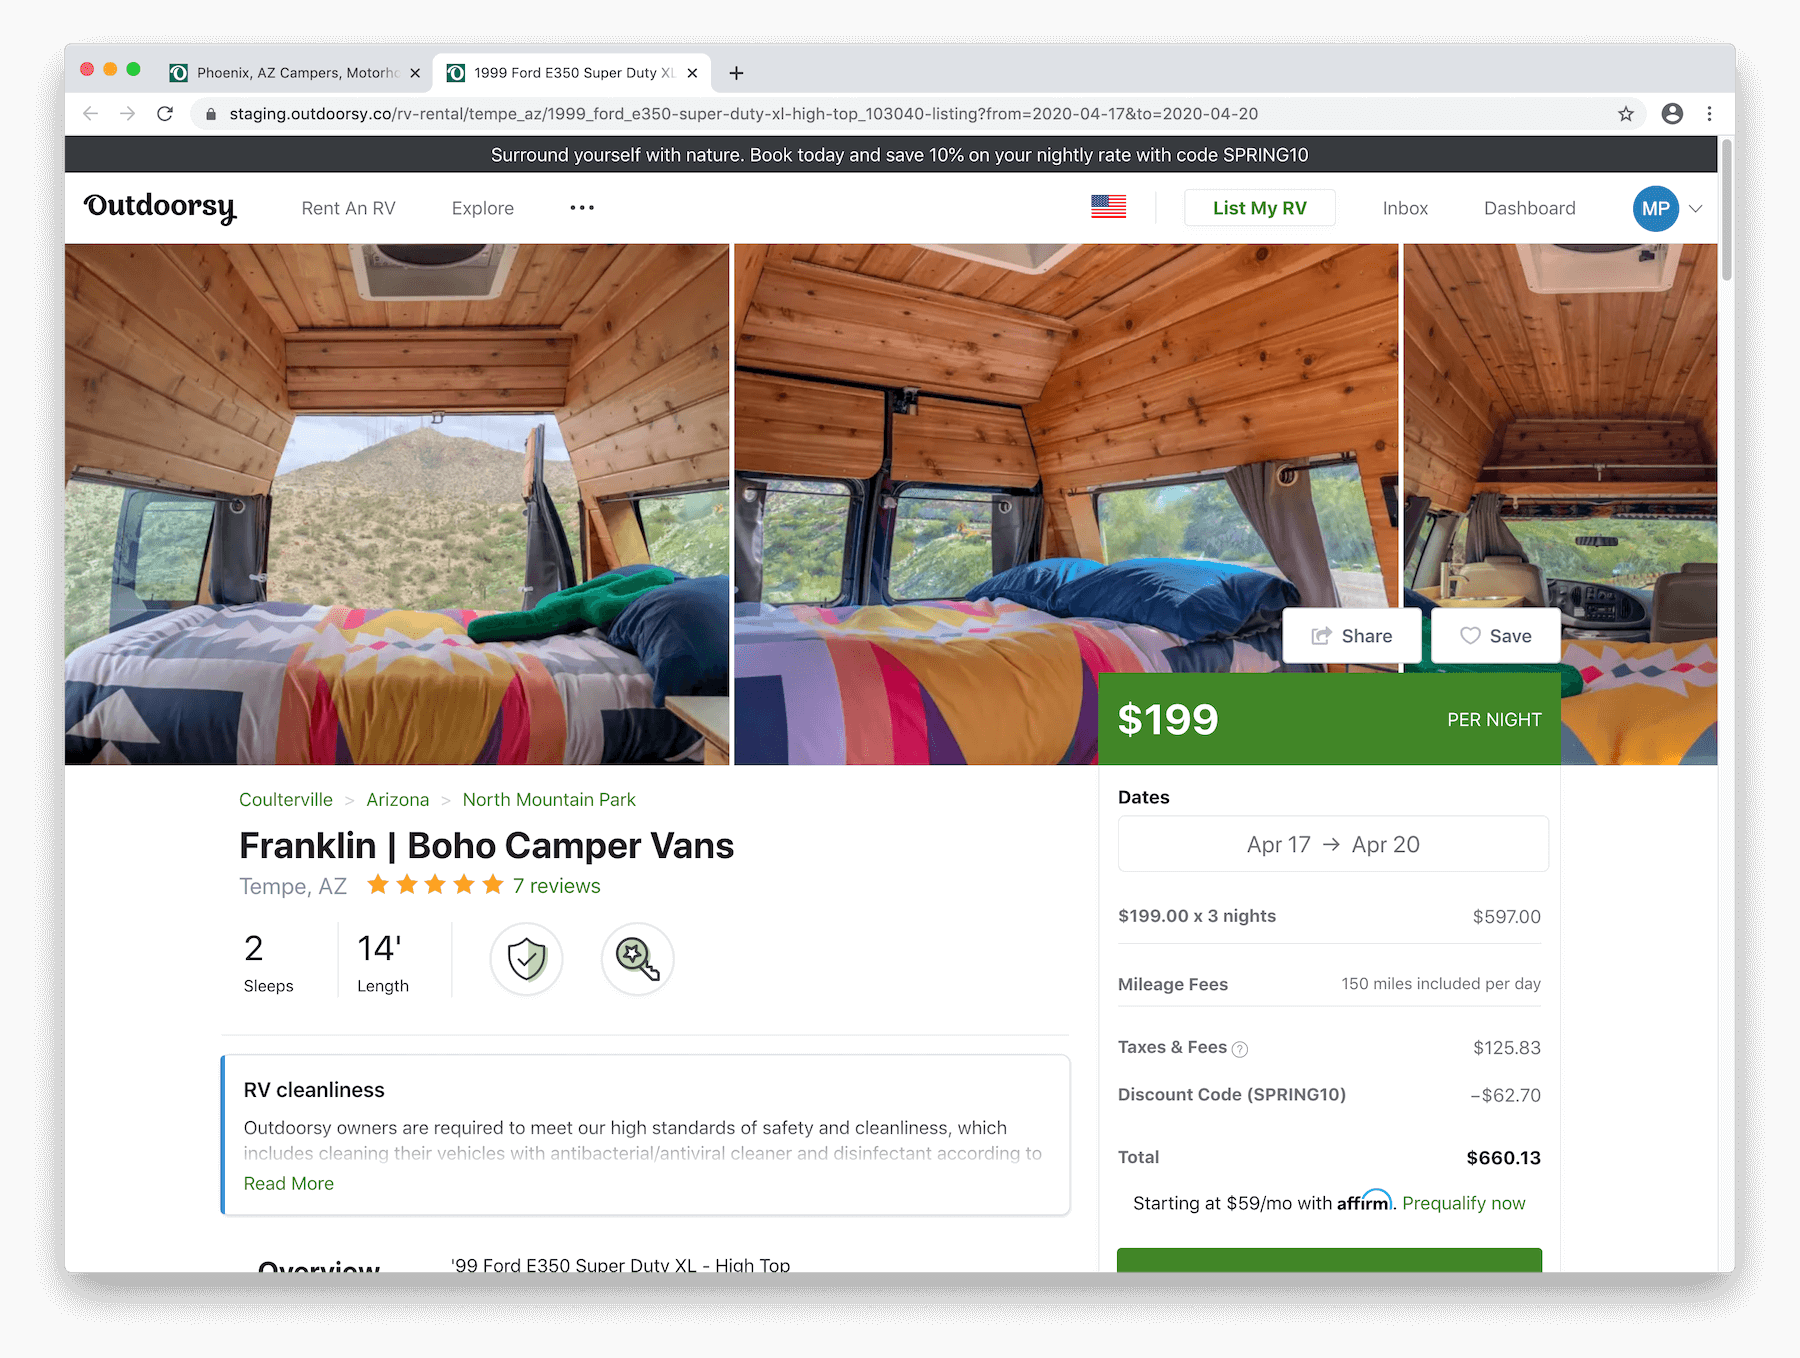 Phoenix, AZ Campers, Motorho
1999 Ford E350 Super Duty XL
staging.outdoorsy.co/rv-rental/tempe_az/1999_ford_e350-super-duty-xl-high-top_103040-listing?from=2020-04-17&to=2020-04-20
Surround yourself with nature. Book today and save 10% on your nightly rate with code SPRING10
Outdoorsy
Rent An RV
Explore
List My RV
Inbox
Dashboard
MP
Share
Save
$199
PER NIGHT
Coulterville > Arizona > North Mountain Park
Franklin | Boho Camper Vans
Tempe, AZ
7 reviews
2
Sleeps
14'
Length
RV cleanliness
Outdoorsy owners are required to meet our high standards of safety and cleanliness, which
includes cleaning their vehicles with antibacterial/antiviral cleaner and disinfectant according to
Read More
Overview
'99 Ford E350 Super Duty XL - High Top
Dates
Apr 17 → Apr 20
$199.00 x 3 nights
$597.00
Mileage Fees
150 miles included per day
Taxes & Fees ?
$125.83
Discount Code (SPRING10)
−$62.70
Total
$660.13
Starting at $59/mo with affirm. Prequalify now